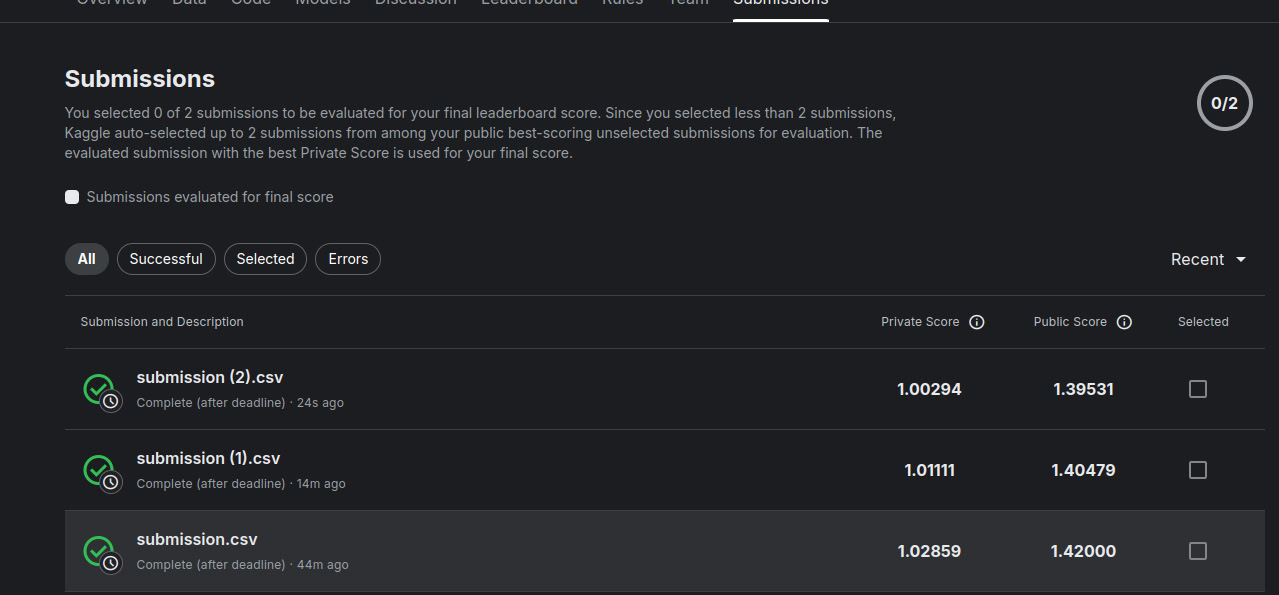 Overview Data Code Models Discussion Leaderboard Rules Team Submissions
Submissions
You selected 0 of 2 submissions to be evaluated for your final leaderboard score. Since you selected less than 2 submissions,
Kaggle auto-selected up to 2 submissions from among your public best-scoring unselected submissions for evaluation. The
evaluated submission with the best Private Score is used for your final score.
0/2
Submissions evaluated for final score
All Successful Selected Errors Recent
Submission and Description Private Score Public Score Selected
submission (2).csv
Complete (after deadline) · 24s ago
1.00294 1.39531
submission (1).csv
Complete (after deadline) · 14m ago
1.01111 1.40479
submission.csv
Complete (after deadline) · 44m ago
1.02859 1.42000